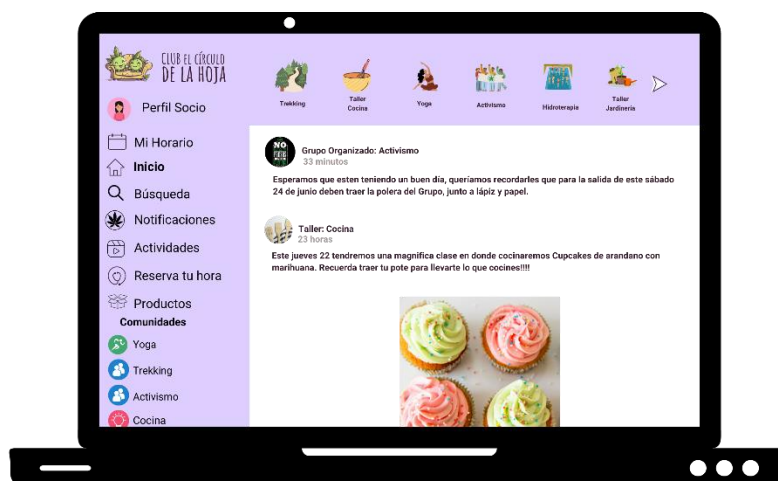 CLUB EL CÍRCULO
DE LA HOJA
Perfil Socio
Mi Horario
Inicio
Búsqueda
Notificaciones
Actividades
Reserva tu hora
Productos
Comunidades
Yoga
Trekking
Activismo
Cocina
Trekking
Taller
Cocina
Yoga
Activismo
Hidroterapia
Taller
Jardinería
NO
Grupo Organizado: Activismo
33 minutos
Esperamos que esten teniendo un buen día, queríamos recordarles que para la salida de este sábado
24 de junio deben traer la polera del Grupo, junto a lápiz y papel.
Taller: Cocina
23 horas
Este jueves 22 tendremos una magnifica clase en donde cocinaremos Cupcakes de arandano con
marihuana. Recuerda traer tu pote para llevarte lo que cocines!!!!